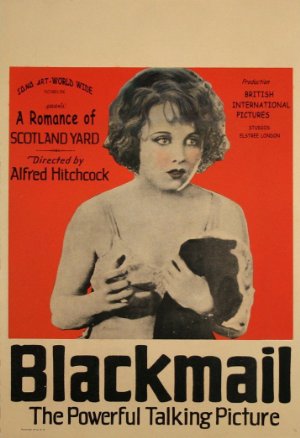 SONO ART-WORLD WIDE
PICTURES INC
presents
A Romance of
SCOTLAND YARD
Directed by
Alfred Hitchcock
Production
BRITISH
INTERNATIONAL
PICTURES
STUDIOS
ELSTREE LONDON
Blackmail
The Powerful Talking Picture